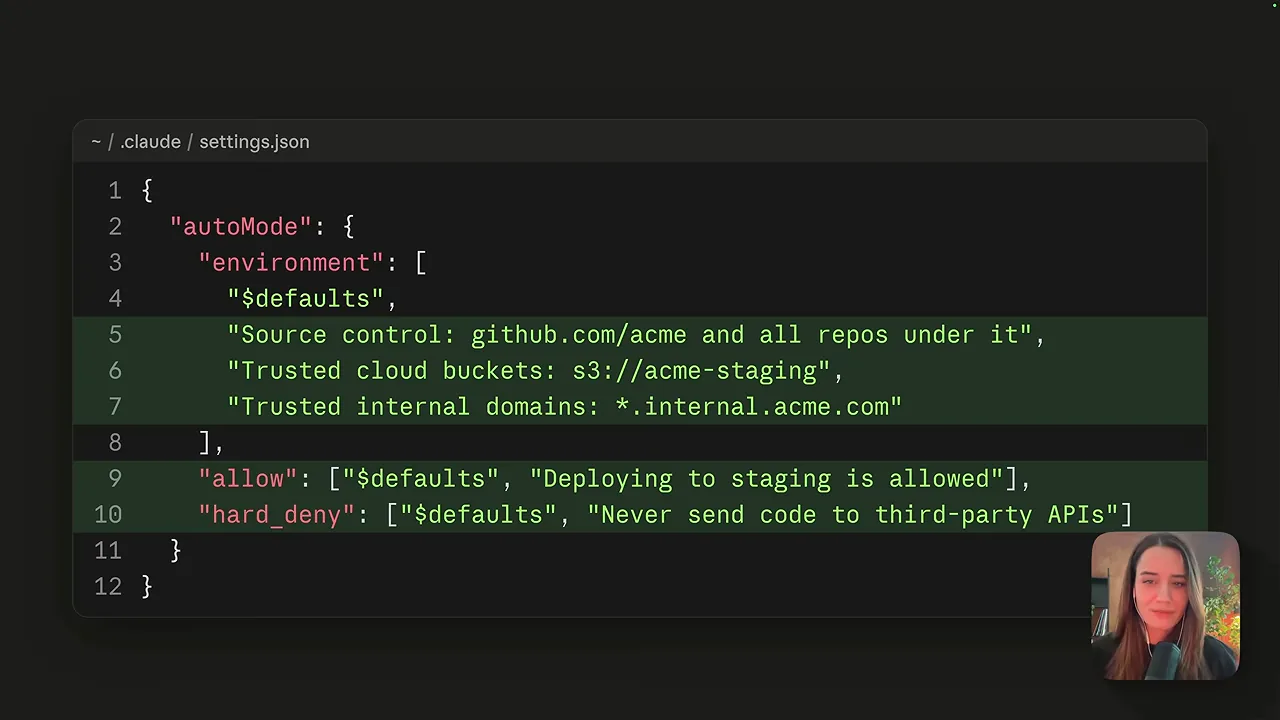 ~ / .claude / settings.json
1 {
2 "autoMode": {
3 "environment": [
4 "$defaults",
5 "Source control: github.com/acme and all repos under it",
6 "Trusted cloud buckets: s3://acme-staging",
7 "Trusted internal domains: *.internal.acme.com"
8 ],
9 "allow": ["$defaults", "Deploying to staging is allowed"],
10 "hard_deny": ["$defaults", "Never send code to third-party APIs"]
11 }
12 }